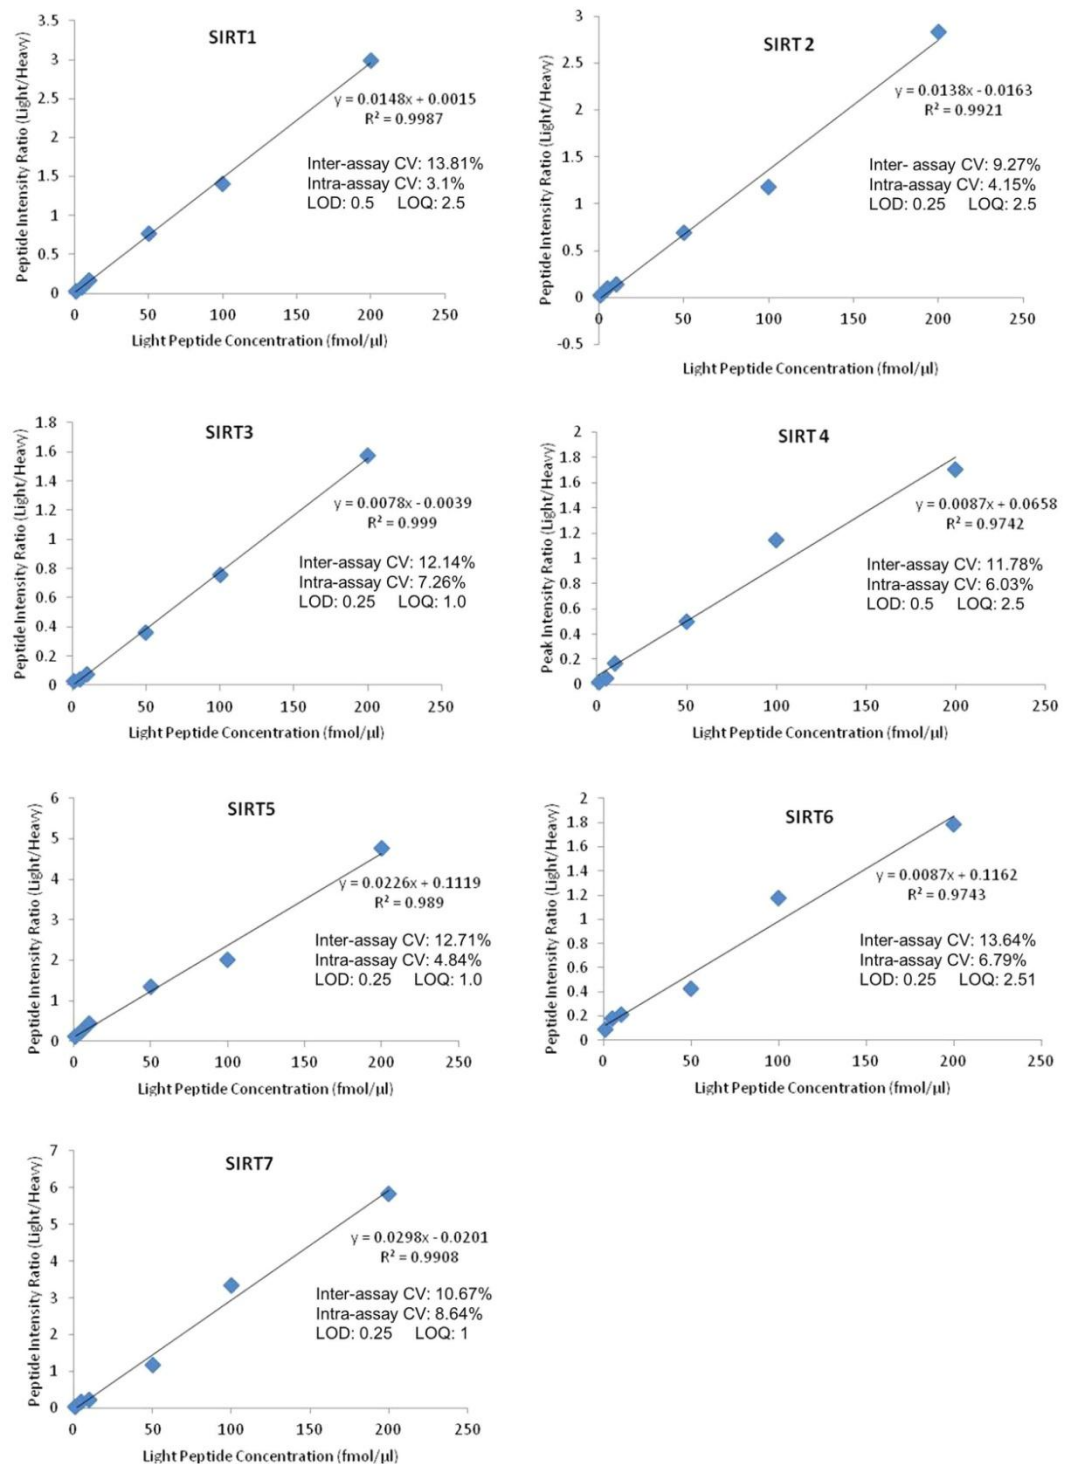 SIRT1
Peptide Intensity Ratio (Light/Heavy)
3.5
3
2.5
2
1.5
1
0.5
0
y = 0.0148x + 0.0015
R² = 0.9987
Inter-assay CV: 13.81%
Intra-assay CV: 3.1%
LOD: 0.5 LOQ: 2.5
0 50 100 150 200 250
Light Peptide Concentration (fmol/µl)
SIRT 2
Peptide Intensity Ratio (Light/Heavy)
3
2.5
2
1.5
1
0.5
0
-0.5
y = 0.0138x - 0.0163
R² = 0.9921
Inter- assay CV: 9.27%
Intra-assay CV: 4.15%
LOD: 0.25 LOQ: 2.5
0 50 100 150 200 250
Light Peptide Concentration (fmol/µl)
SIRT3
Peptide Intensity Ratio (Light/Heavy)
1.8
1.6
1.4
1.2
1
0.8
0.6
0.4
0.2
0
y = 0.0078x - 0.0039
R² = 0.999
Inter-assay CV: 12.14%
Intra-assay CV: 7.26%
LOD: 0.25 LOQ: 1.0
0 50 100 150 200 250
Light Peptide Concentration (fmol/µl)
SIRT 4
Peak Intensity Ratio (Light/Heavy)
2
1.8
1.6
1.4
1.2
1
0.8
0.6
0.4
0.2
0
y = 0.0087x + 0.0658
R² = 0.9742
Inter-assay CV: 11.78%
Intra-assay CV: 6.03%
LOD: 0.5 LOQ: 2.5
0 50 100 150 200 250
Light Peptide Concentration (fmol/µl)
SIRT5
Peptide Intensity Ratio (Light/Heavy)
6
5
4
3
2
1
0
y = 0.0226x + 0.1119
R² = 0.989
Inter-assay CV: 12.71%
Intra-assay CV: 4.84%
LOD: 0.25 LOQ: 1.0
0 50 100 150 200 250
Light Peptide Concentration (fmol/µl)
SIRT6
Peptide Intensity Ratio (Light/Heavy)
2
1.8
1.6
1.4
1.2
1
0.8
0.6
0.4
0.2
0
y = 0.0087x + 0.1162
R² = 0.9743
Inter-assay CV: 13.64%
Intra-assay CV: 6.79%
LOD: 0.25 LOQ: 2.51
0 50 100 150 200 250
Light Peptide Concentration (fmol/µl)
SIRT7
Peptide Intensity Ratio (Light/Heavy)
7
6
5
4
3
2
1
0
y = 0.0298x - 0.0201
R² = 0.9908
Inter-assay CV: 10.67%
Intra-assay CV: 8.64%
LOD: 0.25 LOQ: 1
0 50 100 150 200 250
Light Peptide Concentration (fmol/µl)